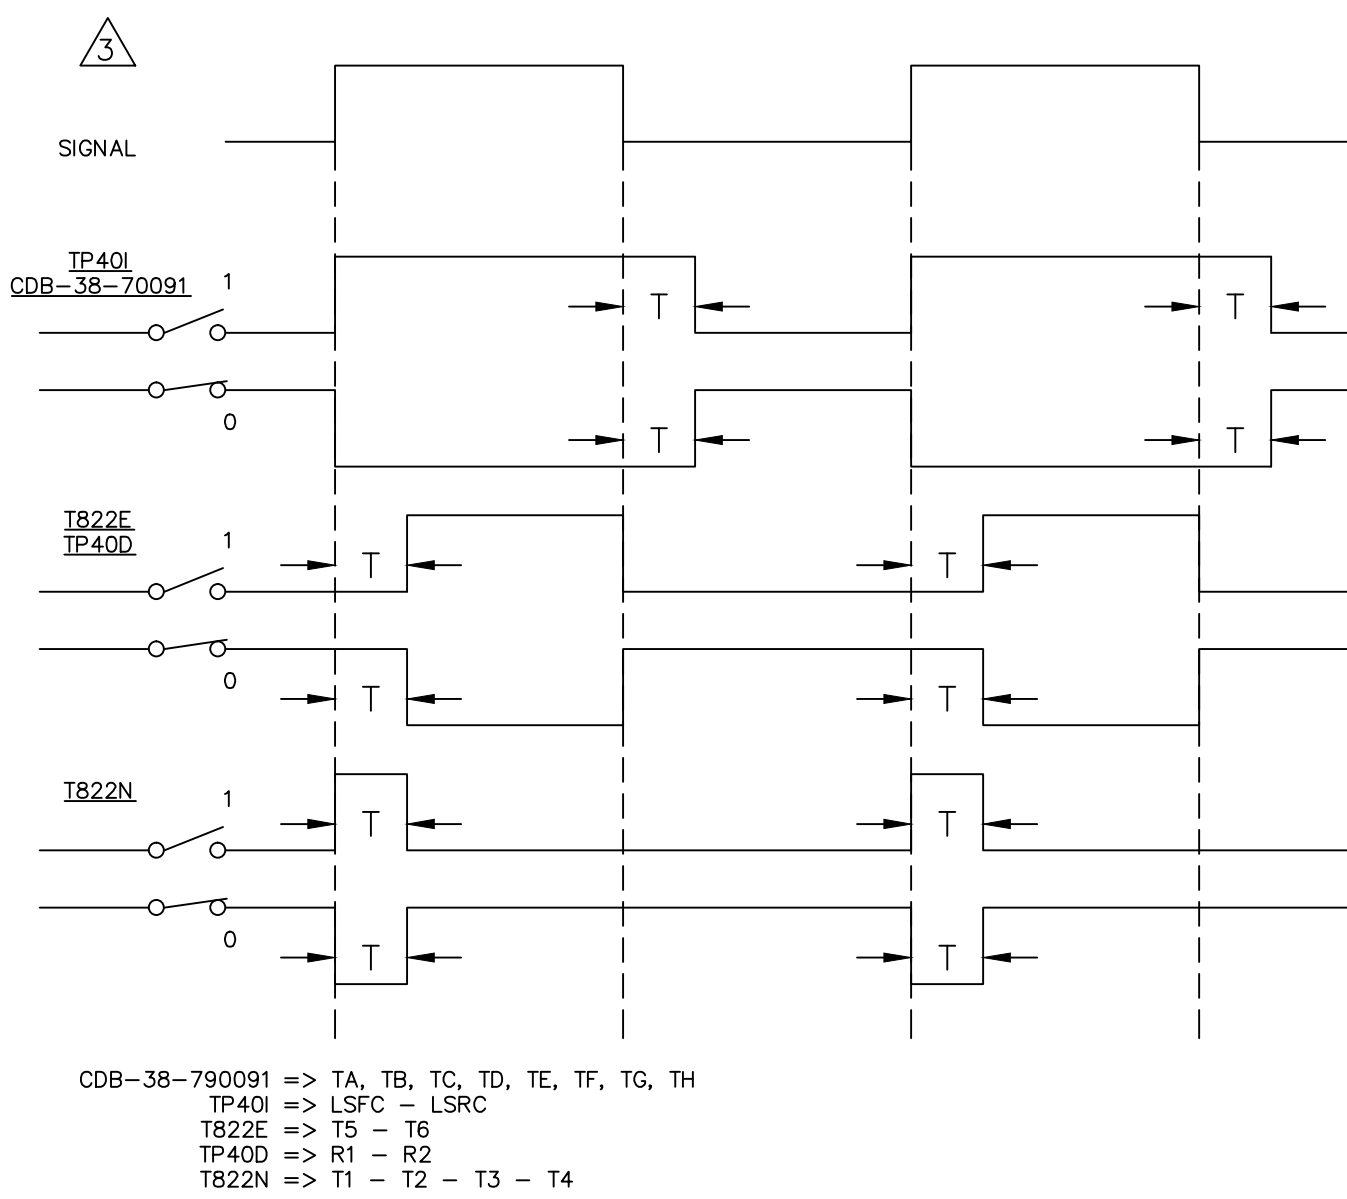 3
SIGNAL
TP40I
CDB-38-70091
1
T
T
0
T
T
T822E
TP40D
1
T
T
0
T
T
T822N
1
T
T
0
T
T
CDB-38-790091 => TA, TB, TC, TD, TE, TF, TG, TH
TP40I => LSFC - LSRC
T822E => T5 - T6
TP40D => R1 - R2
T822N => T1 - T2 - T3 - T4